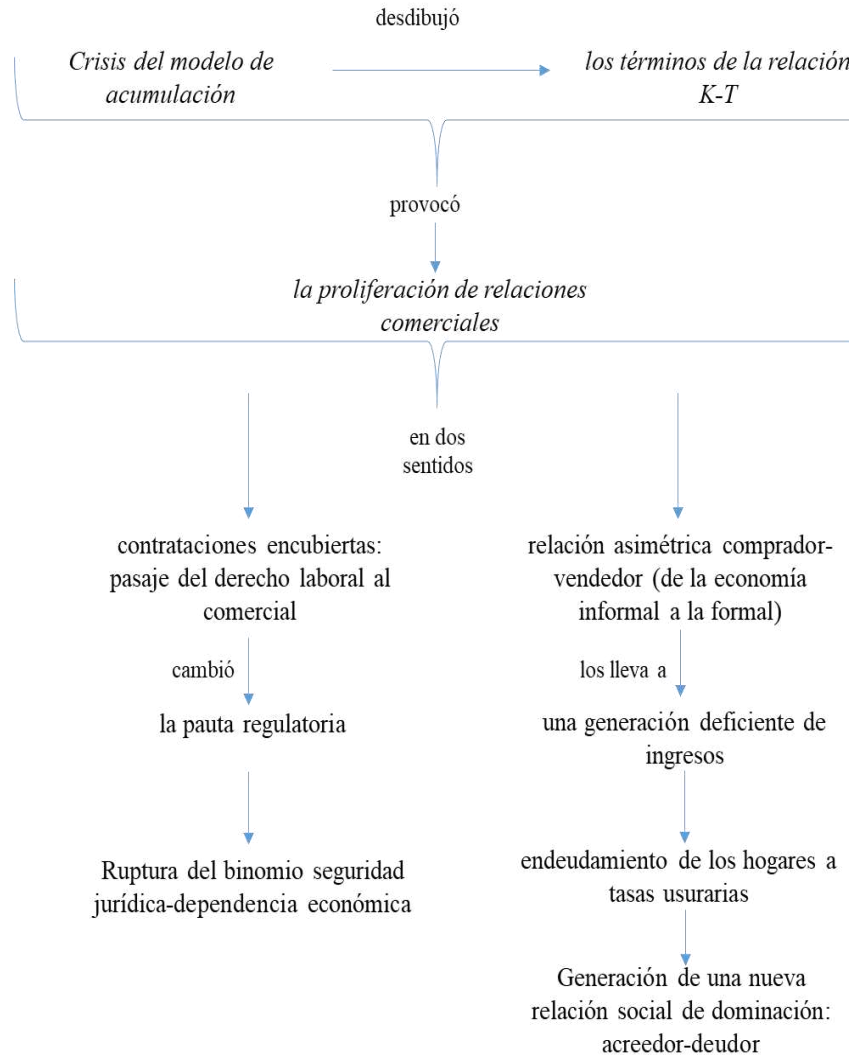 desdibujó
Crisis del modelo de
acumulación
los términos de la relación
K-T
provocó
la proliferación de relaciones
comerciales
en dos
sentidos
contrataciones encubiertas:
pasaje del derecho laboral al
comercial
cambió
la pauta regulatoria
Ruptura del binomio seguridad
jurídica-dependencia económica
relación asimétrica comprador-
vendedor (de la economía
informal a la formal)
los lleva a
una generación deficiente de
ingresos
endeudamiento de los hogares a
tasas usurarias
Generación de una nueva
relación social de dominación:
acreedor-deudor